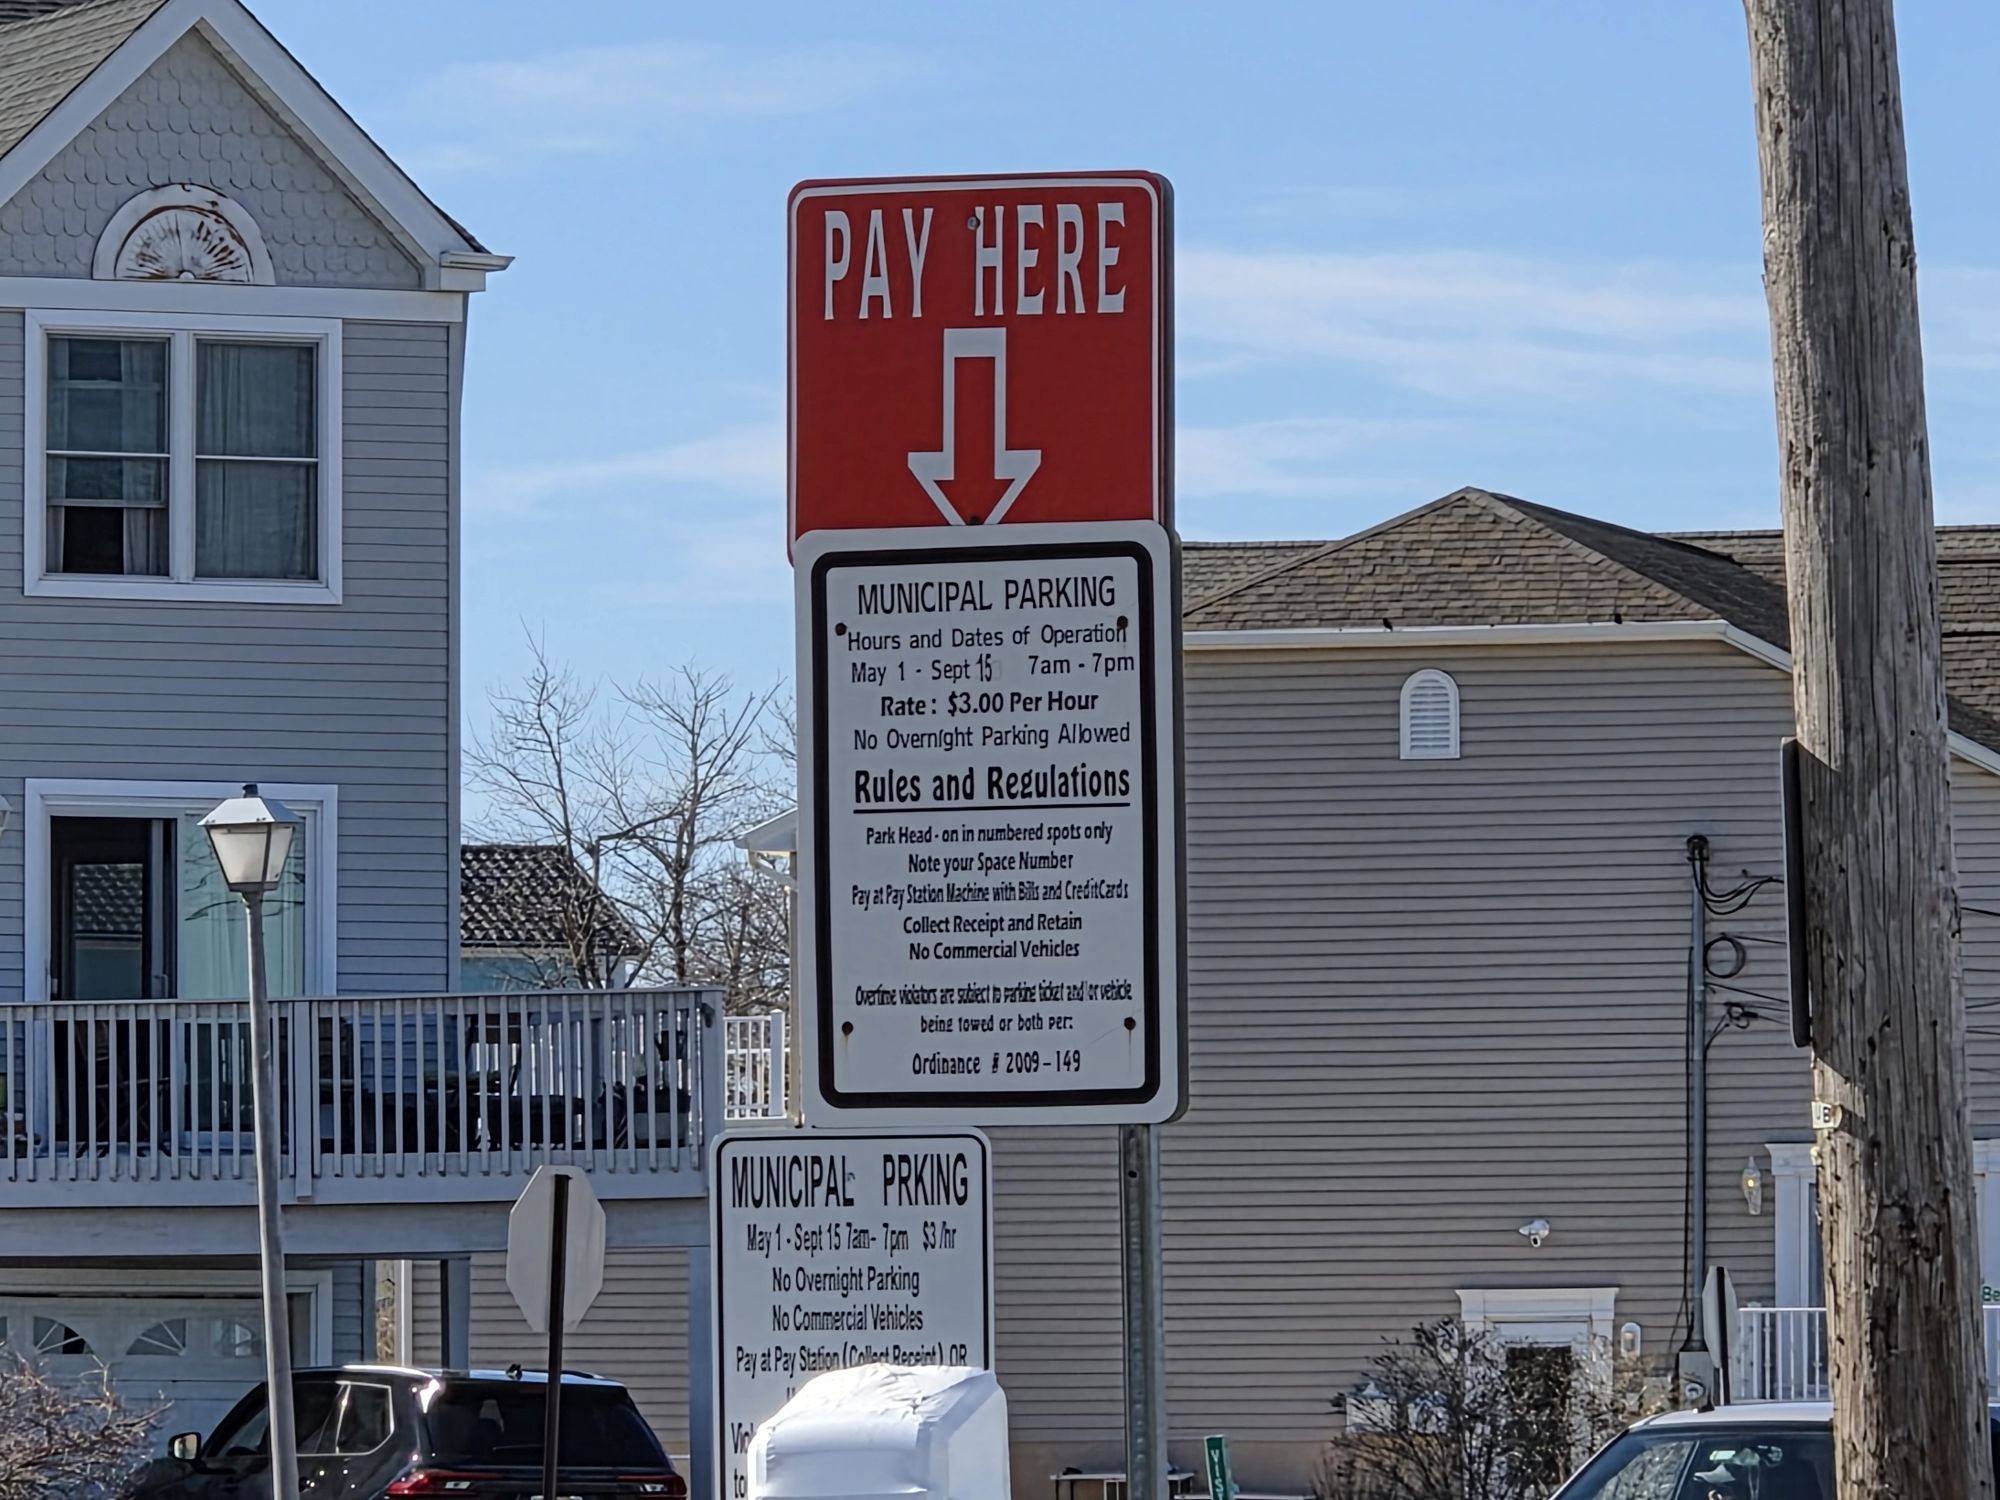 PAY HERE
MUNICIPAL PARKING
Hours and Dates of Operation
May 1 - Sept 15 7am - 7pm
Rate : $3.00 Per Hour
No Overnight Parking Allowed
Rules and Regulations
Park Head - on in numbered spots only
Note your Space Number
Pay at Pay Station Machine with Bills and CreditCards
Collect Receipt and Retain
No Commercial Vehicles
Overtime violators are subject to parking ticket and/or vehicle
being towed or both per:
Ordinance # 2009 - 149
MUNICIPAL PRKING
May 1 - Sept 15 7am - 7pm $3/hr
No Overnight Parking
No Commercial Vehicles
Pay at Pay Station (Collect Receipt) OR
to